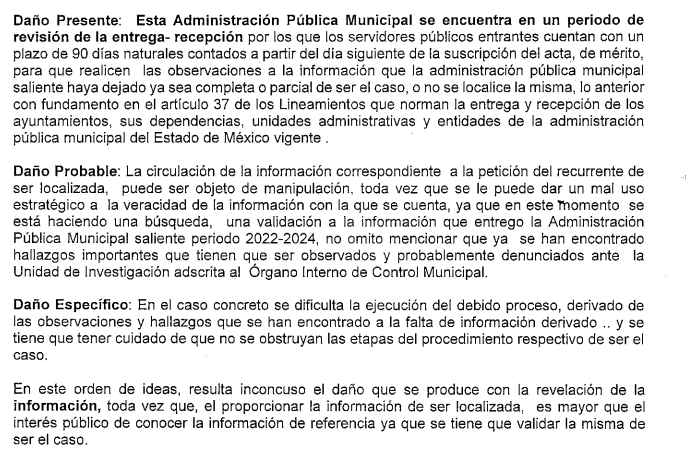 Daño Presente: Esta Administración Pública Municipal se encuentra en un periodo de
revisión de la entrega- recepción por los que los servidores públicos entrantes cuentan con un
plazo de 90 días naturales contados a partir del día siguiente de la suscripción del acta, de mérito,
para que realicen las observaciones a la información que la administración pública municipal
saliente haya dejado ya sea completa o parcial de ser el caso, o no se localice la misma, lo anterior
con fundamento en el artículo 37 de los Lineamientos que norman la entrega y recepción de los
ayuntamientos, sus dependencias, unidades administrativas y entidades de la administración
pública municipal del Estado de México vigente .
Daño Probable: La circulación de la información correspondiente a la petición del recurrente de
ser localizada, puede ser objeto de manipulación, toda vez que se le puede dar un mal uso
estratégico a la veracidad de la información con la que se cuenta, ya que en este momento se
está haciendo una búsqueda, una validación a la información que entrego la Administración
Pública Municipal saliente periodo 2022-2024, no omito mencionar que ya se han encontrado
hallazgos importantes que tienen que ser observados y probablemente denunciados ante la
Unidad de Investigación adscrita al Órgano Interno de Control Municipal.
Daño Específico: En el caso concreto se dificulta la ejecución del debido proceso, derivado de
las observaciones y hallazgos que se han encontrado a la falta de información derivado .. y se
tiene que tener cuidado de que no se obstruyan las etapas del procedimiento respectivo de ser el
caso.
En este orden de ideas, resulta inconcuso el daño que se produce con la revelación de la
información, toda vez que, el proporcionar la información de ser localizada, es mayor que el
interés público de conocer la información de referencia ya que se tiene que validar la misma de
ser el caso.